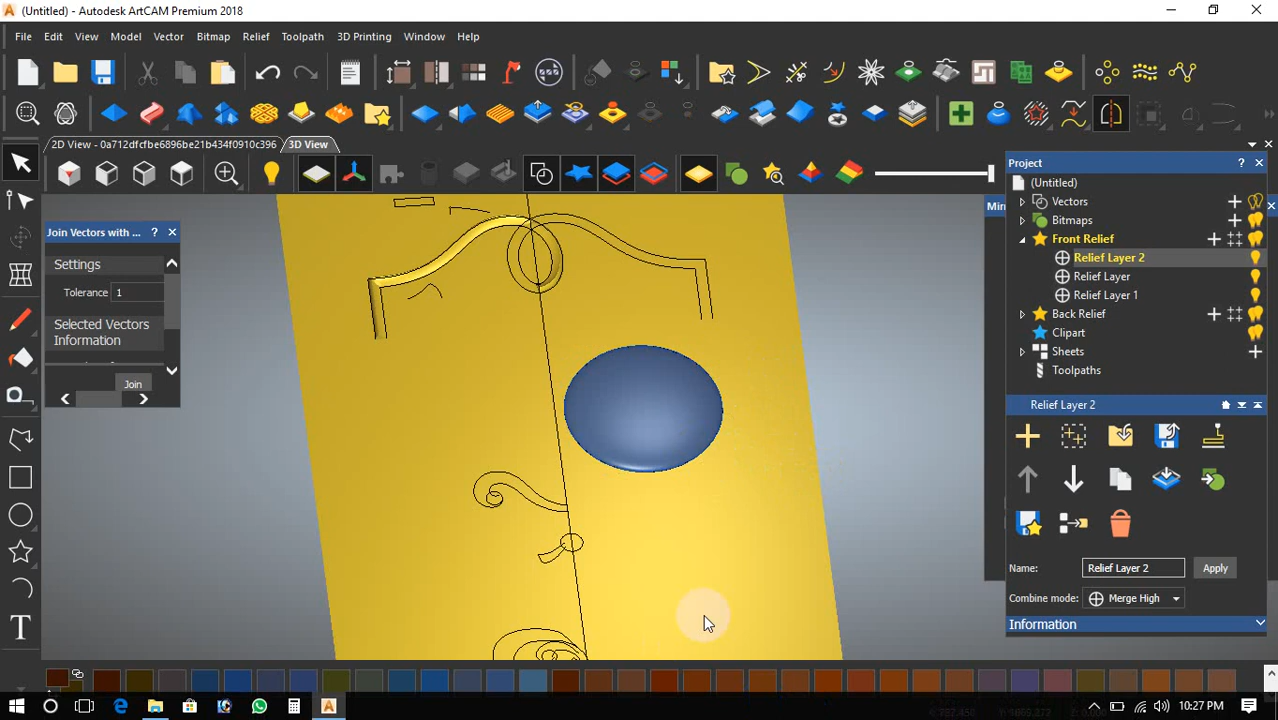 (Untitled) - Autodesk ArtCAM Premium 2018
File Edit View Model Vector Bitmap Relief Toolpath 3D Printing Window Help
2D View - 0a712dfcfbe6896be21b434f0910c396 3D View
Project ?
(Untitled)
Vectors
Bitmaps
Front Relief
Relief Layer 2
Relief Layer
Relief Layer 1
Back Relief
Clipart
Sheets
Toolpaths
Relief Layer 2
Name: Relief Layer 2 Apply
Combine mode: Merge High
Information
Join Vectors with ... ?
Settings
Tolerance 1
Selected Vectors
Information
Join
T
10:27 PM